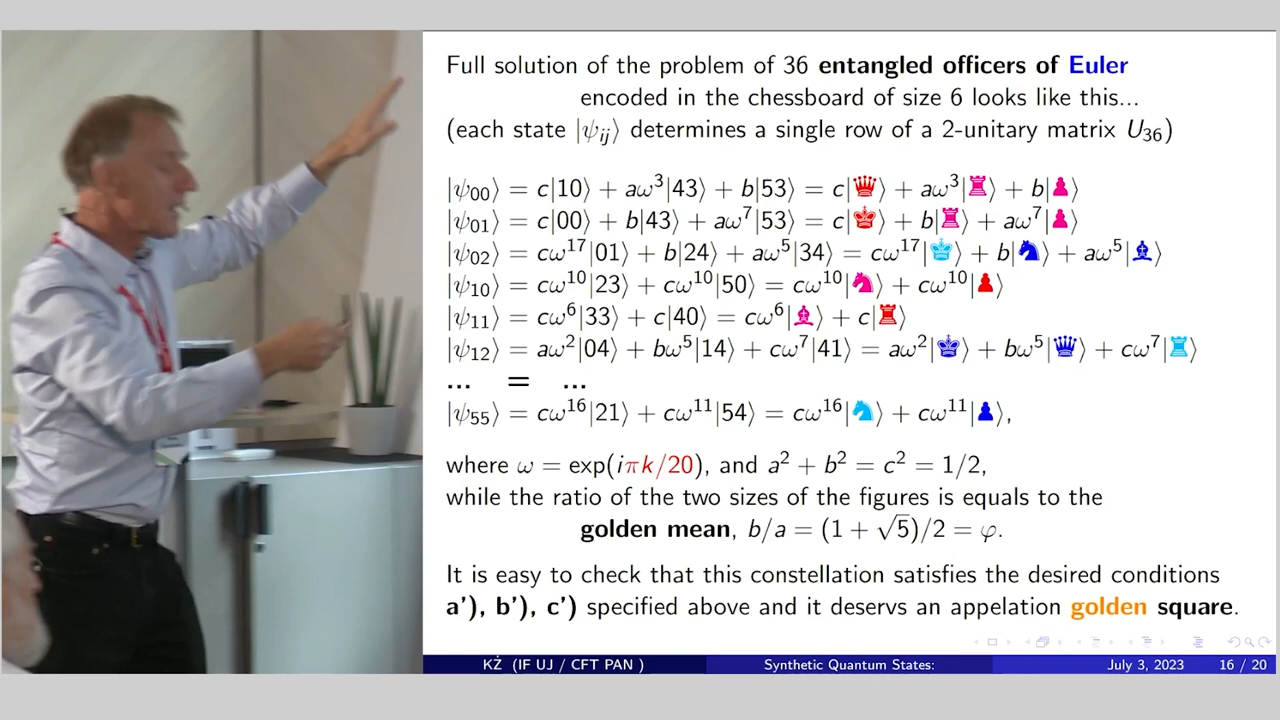 Full solution of the problem of 36 entangled officers of Euler
encoded in the chessboard of size 6 looks like this...
(each state |ψij⟩ determines a single row of a 2-unitary matrix U36)
|ψ00⟩ = c|10⟩ + aω³|43⟩ + b|53⟩ = c|♛⟩ + aω³|♜⟩ + b|♟⟩
|ψ01⟩ = c|00⟩ + b|43⟩ + aω⁷|53⟩ = c|♚⟩ + b|♜⟩ + aω⁷|♟⟩
|ψ02⟩ = cω¹⁷|01⟩ + b|24⟩ + aω⁵|34⟩ = cω¹⁷|♚⟩ + b|♞⟩ + aω⁵|♝⟩
|ψ10⟩ = cω¹⁰|23⟩ + cω¹⁰|50⟩ = cω¹⁰|♞⟩ + cω¹⁰|♟⟩
|ψ11⟩ = cω⁶|33⟩ + c|40⟩ = cω⁶|♝⟩ + c|♜⟩
|ψ12⟩ = aω²|04⟩ + bω⁵|14⟩ + cω⁷|41⟩ = aω²|♚⟩ + bω⁵|♛⟩ + cω⁷|♜⟩
... = ...
|ψ55⟩ = cω¹⁶|21⟩ + cω¹¹|54⟩ = cω¹⁶|♞⟩ + cω¹¹|♟⟩,
where ω = exp(iπk/20), and a² + b² = c² = 1/2,
while the ratio of the two sizes of the figures is equals to the
golden mean, b/a = (1 + √5)/2 = φ.
It is easy to check that this constellation satisfies the desired conditions
a'), b'), c') specified above and it deservs an appelation golden square.
KŻ (IF UJ / CFT PAN ) Synthetic Quantum States: July 3, 2023 16 / 20